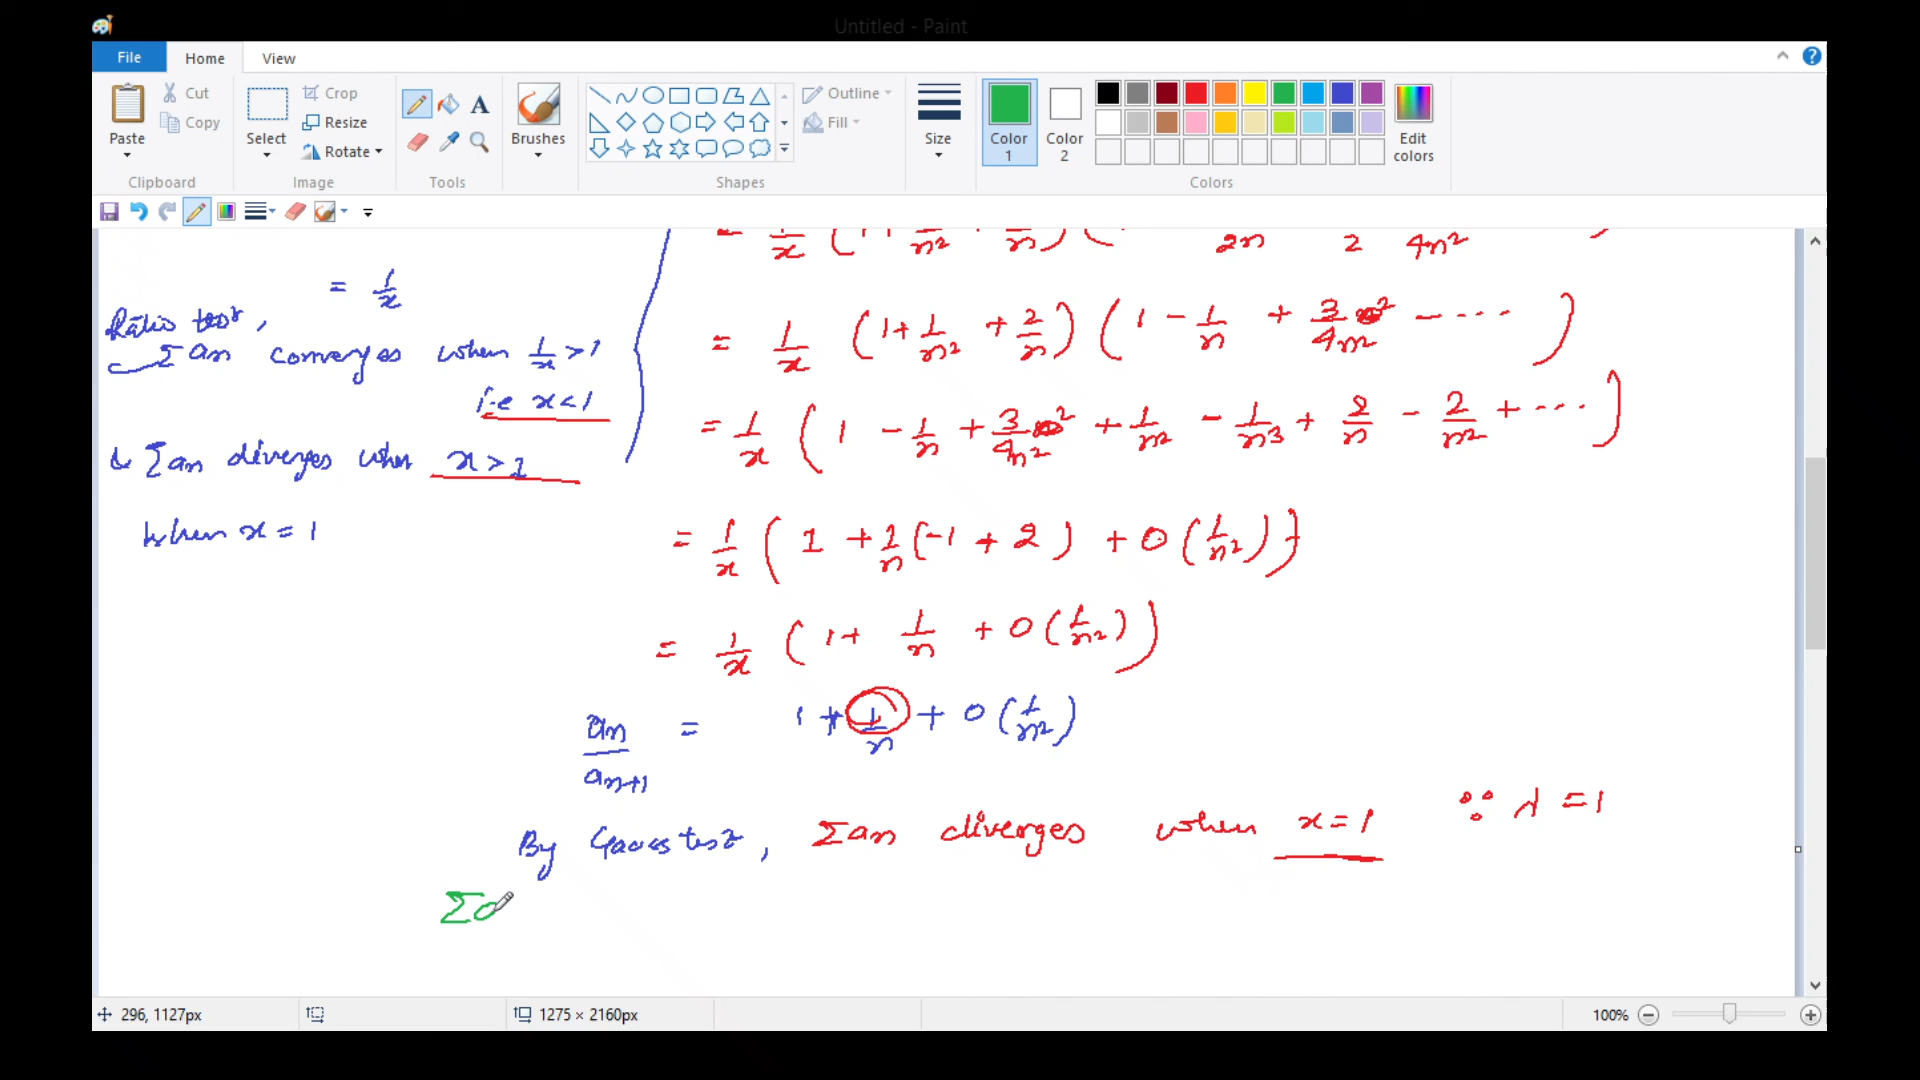 Untitled - Paint
File Home View
Paste
Cut
Copy
Clipboard
Select
Crop
Resize
Rotate
Image
Tools
Brushes
Shapes
Outline
Fill
Size
Color 1
Color 2
Edit colors
Colors
= 1/x
Ratio test,
Σan converges when 1/x > 1
i.e x < 1
& Σan diverges when x > 1
when x = 1
= 1/x (1 + 1/n² + 2/n) (1 - 1/n + 3/4n² - ....)
= 1/x (1 - 1/n + 3/4n² + 1/n² - 1/n³ + 2/n - 2/n² + ....)
= 1/x (1 + 1/n (-1 + 2) + O(1/n²)}
= 1/x (1 + 1/n + O(1/n²))
an/an+1 = 1 + 1/n + O(1/n²)
By Gauss test, Σan diverges when x = 1 ∵ λ = 1
Σa
296, 1127px
1275 × 2160px
100%